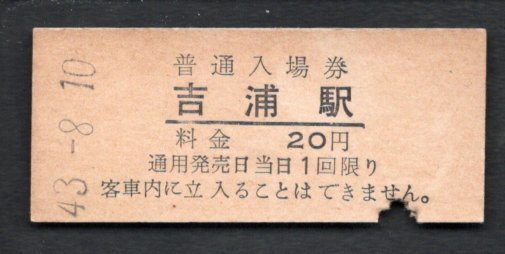 普通入場券
吉浦駅
料金 20円
通用発売日当日1回限り
客車内に立入ることはできません。
43-8 10